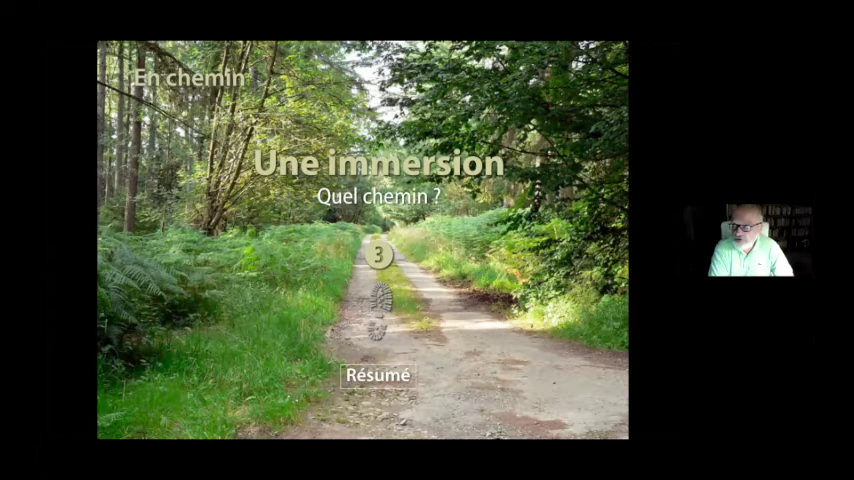 En chemin
Une immersion
Quel chemin ?
3
Résumé